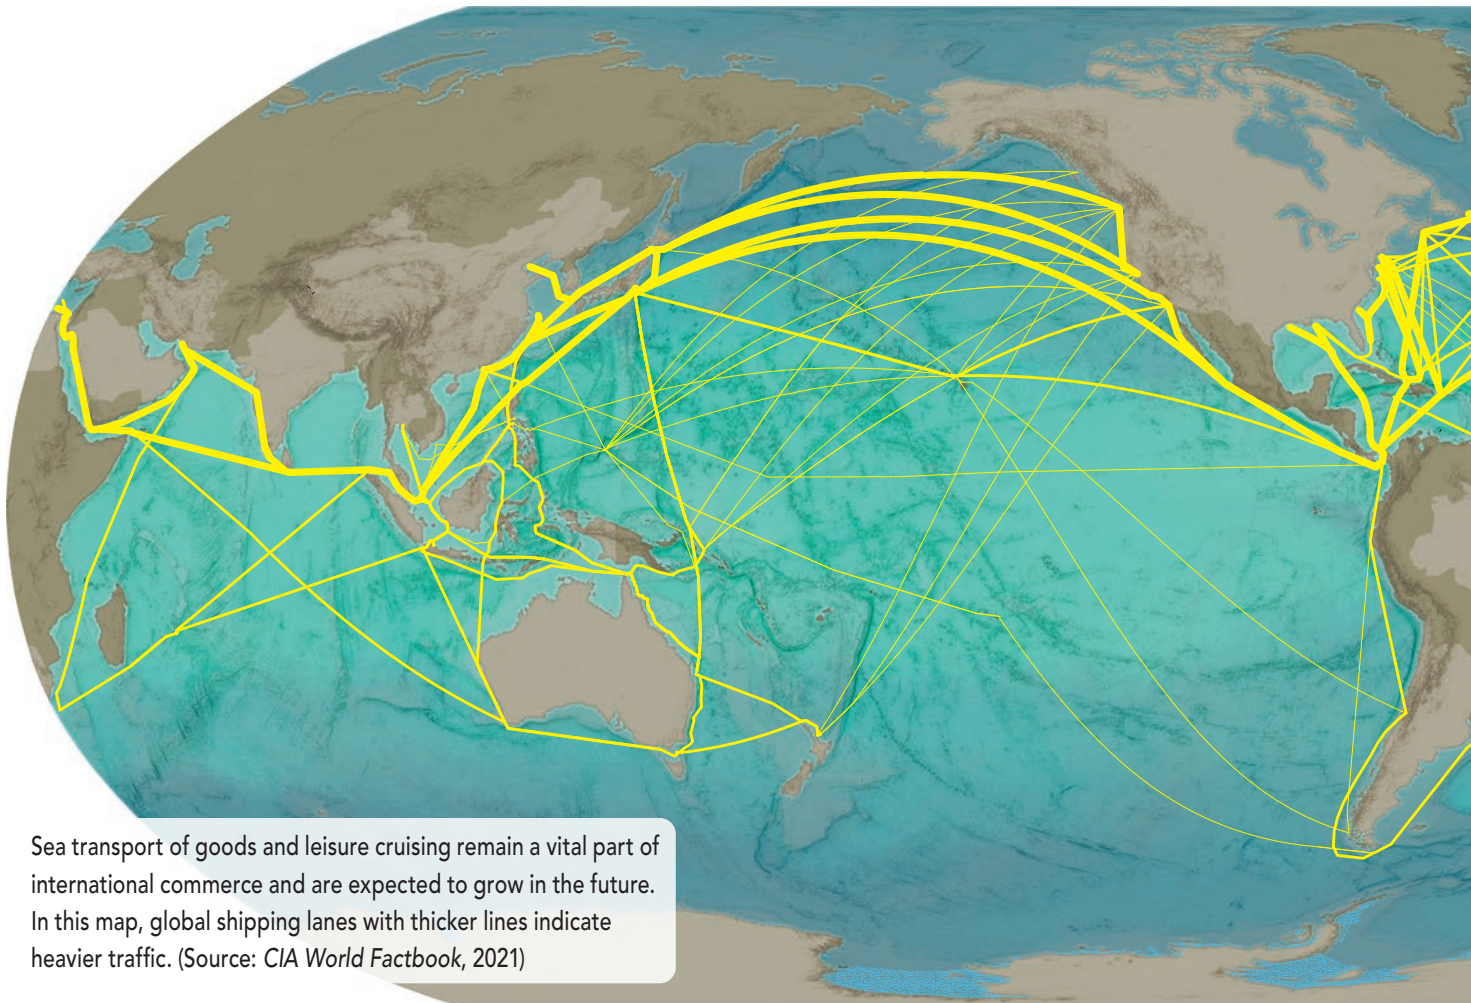 Sea transport of goods and leisure cruising remain a vital part of
international commerce and are expected to grow in the future.
In this map, global shipping lanes with thicker lines indicate
heavier traffic. (Source: CIA World Factbook, 2021)